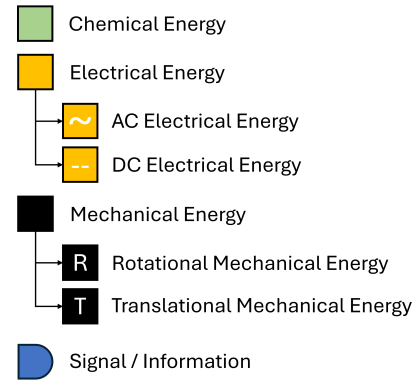 Chemical Energy
Electrical Energy
~ AC Electrical Energy
-- DC Electrical Energy
Mechanical Energy
R Rotational Mechanical Energy
T Translational Mechanical Energy
Signal / Information